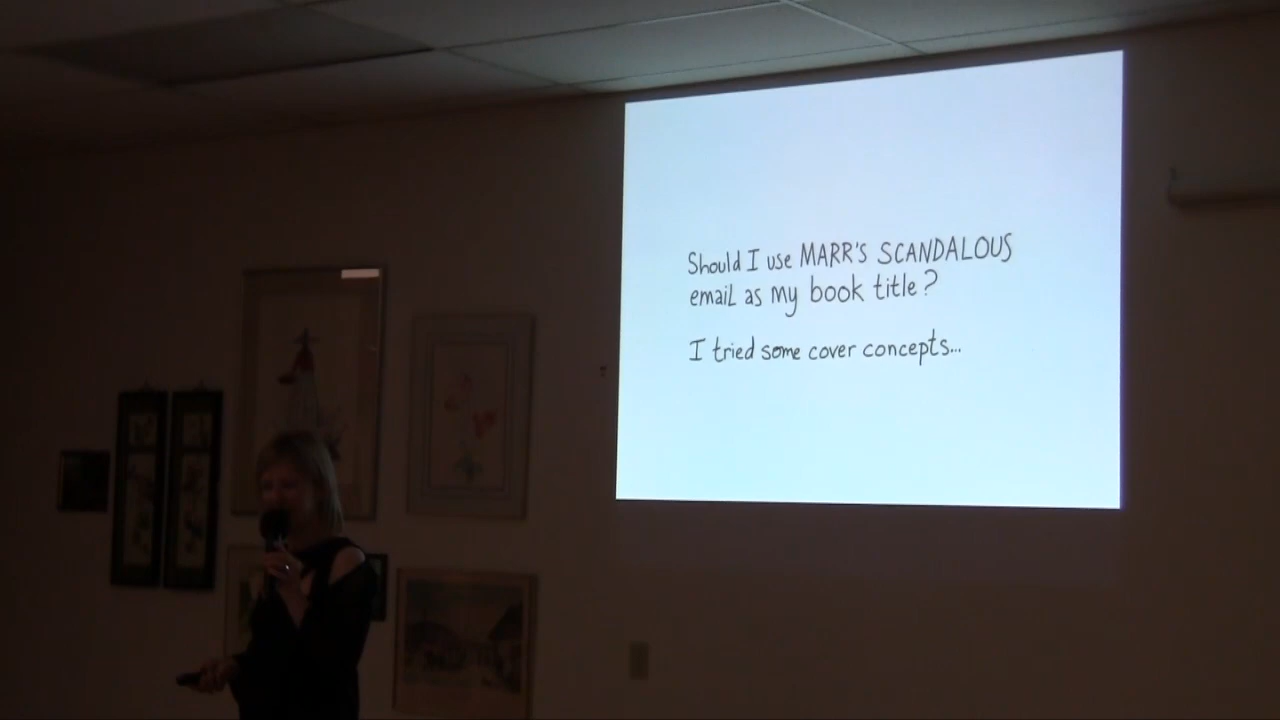 Should I use MARR'S SCANDALOUS
email as my book title?
I tried some cover concepts...